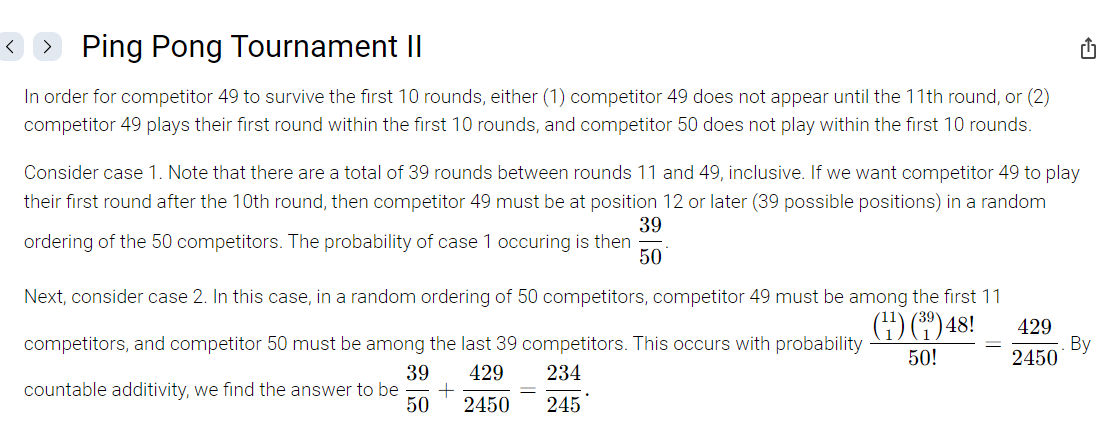 Ping Pong Tournament II
In order for competitor 49 to survive the first 10 rounds, either (1) competitor 49 does not appear until the 11th round, or (2)
competitor 49 plays their first round within the first 10 rounds, and competitor 50 does not play within the first 10 rounds.
Consider case 1. Note that there are a total of 39 rounds between rounds 11 and 49, inclusive. If we want competitor 49 to play
their first round after the 10th round, then competitor 49 must be at position 12 or later (39 possible positions) in a random
ordering of the 50 competitors. The probability of case 1 occuring is then \frac{39}{50}.
Next, consider case 2. In this case, in a random ordering of 50 competitors, competitor 49 must be among the first 11
competitors, and competitor 50 must be among the last 39 competitors. This occurs with probability \frac{\binom{11}{1}\binom{39}{1}48!}{50!} = \frac{429}{2450}. By
countable additivity, we find the answer to be \frac{39}{50} + \frac{429}{2450} = \frac{234}{245}.